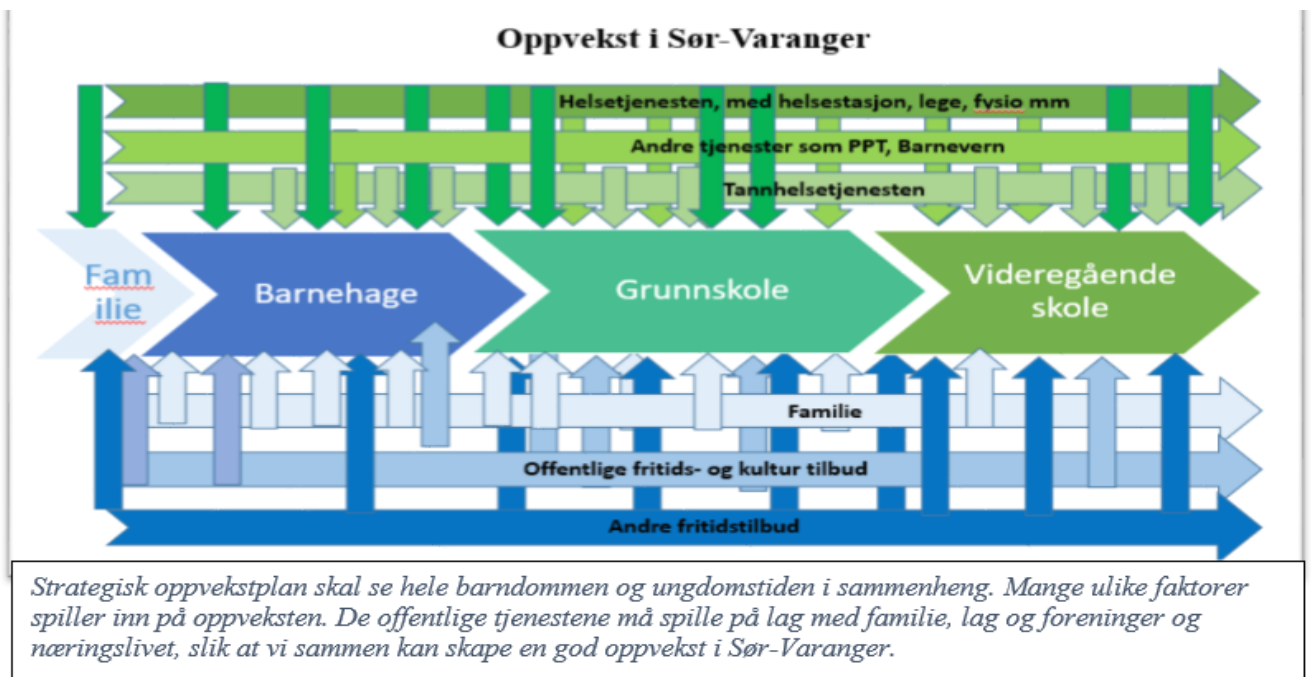 Oppvekst i Sør-Varanger
Helsetjenesten, med helsestasjon, lege, fysio mm
Andre tjenester som PPT, Barnevern
Tannhelsetjenesten
Fam
ilie
Barnehage
Grunnskole
Videregående
skole
Familie
Offentlige fritids- og kultur tilbud
Andre fritidstilbud
Strategisk oppvekstplan skal se hele barndommen og ungdomstiden i sammenheng. Mange ulike faktorer
spiller inn på oppveksten. De offentlige tjenestene må spille på lag med familie, lag og foreninger og
næringslivet, slik at vi sammen kan skape en god oppvekst i Sør-Varanger.